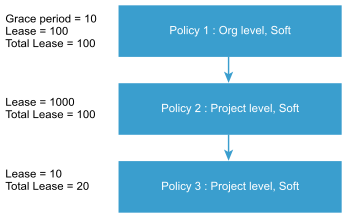 Grace period = 10
Lease = 100
Total Lease = 100
Policy 1 : Org level, Soft
Lease = 1000
Total Lease = 100
Policy 2 : Project level, Soft
Lease = 10
Total Lease = 20
Policy 3 : Project level, Soft